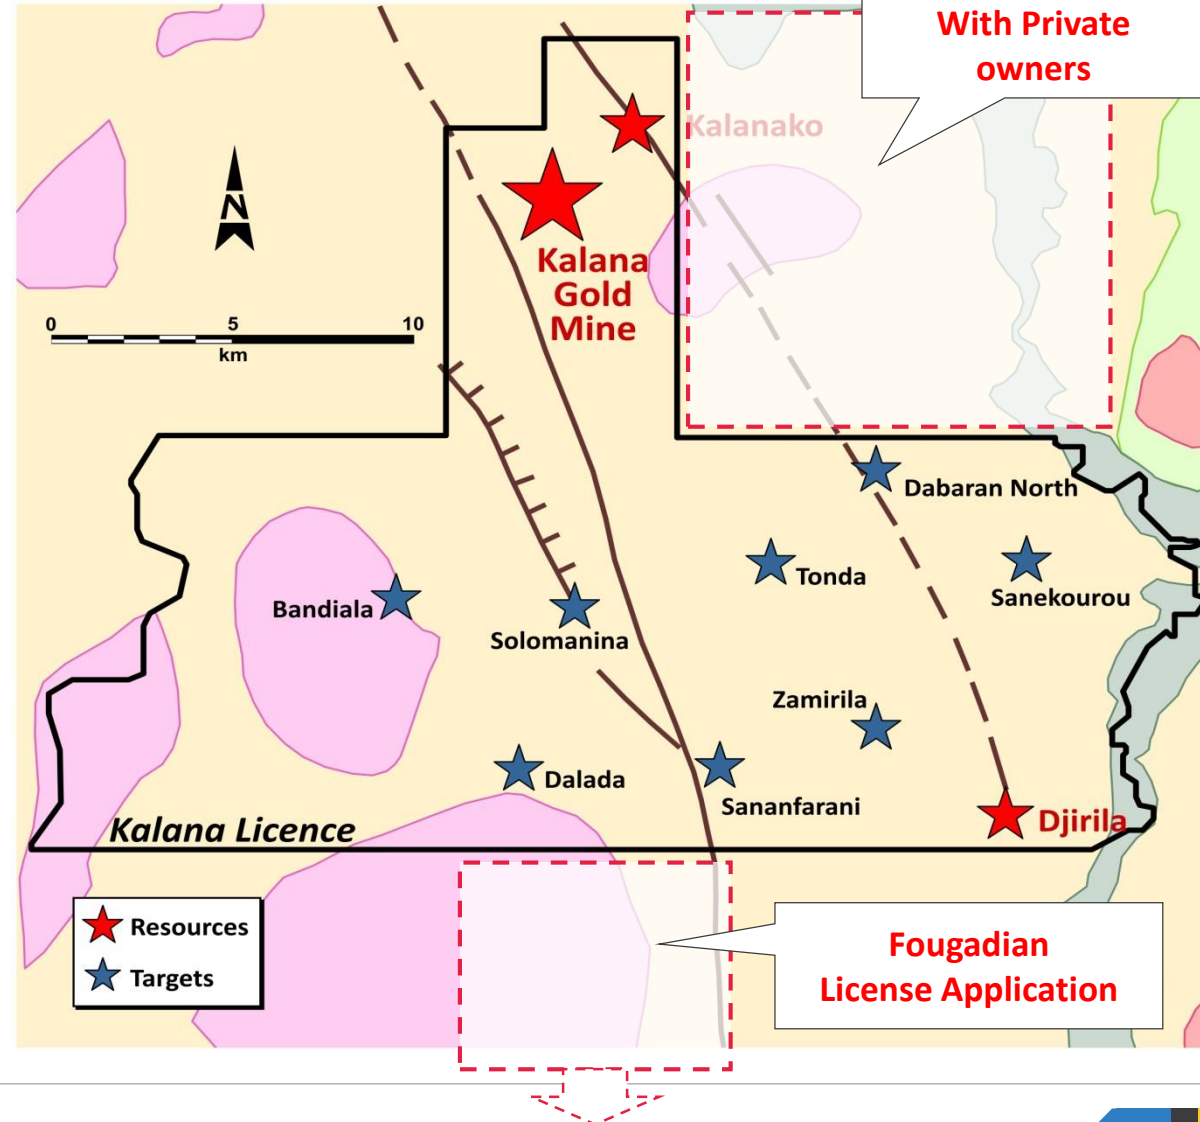 With Private
owners
Kalanako
N
Kalana
Gold
Mine
0 5 10
km
Dabaran North
Tonda
Sanekourou
Bandiala
Solomanina
Zamirila
Dalada
Sananfarani
Djirila
Kalana Licence
Resources
Targets
Fougadian
License Application